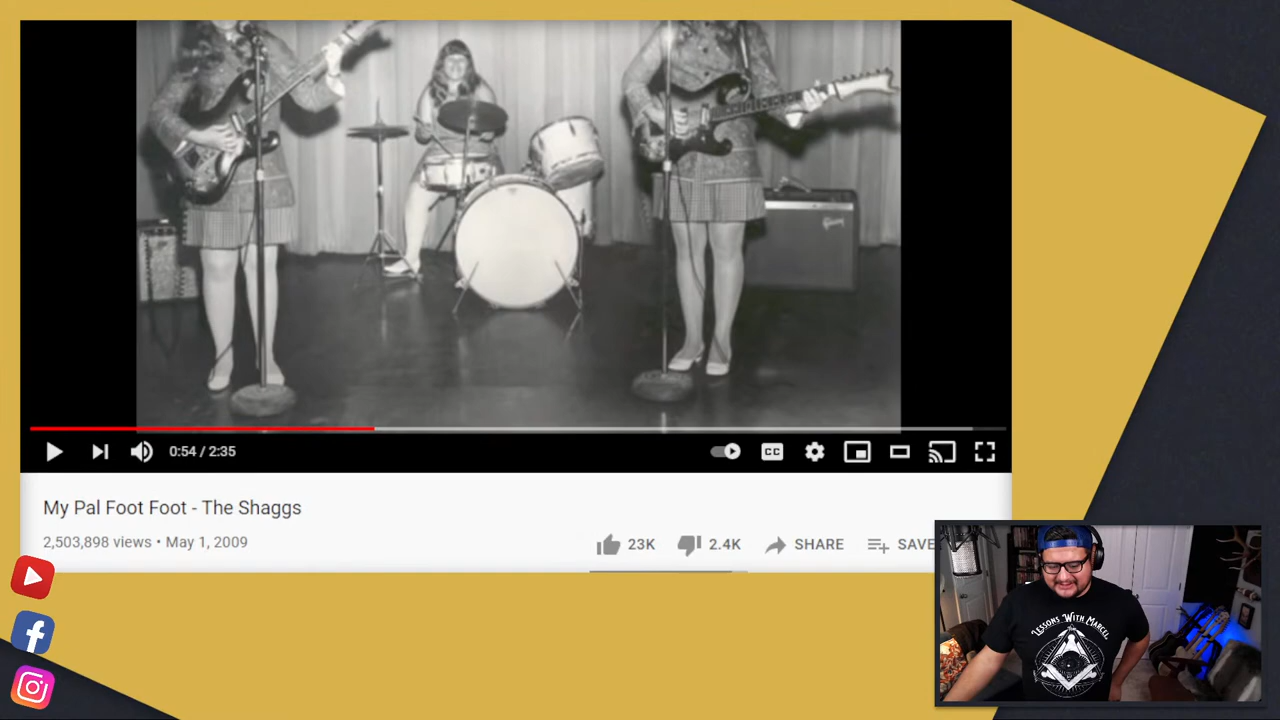 0:54 / 2:35
CC
My Pal Foot Foot - The Shaggs
2,503,898 views • May 1, 2009
23K
2.4K
SHARE
SAVE
LESSONS WITH MARCEL